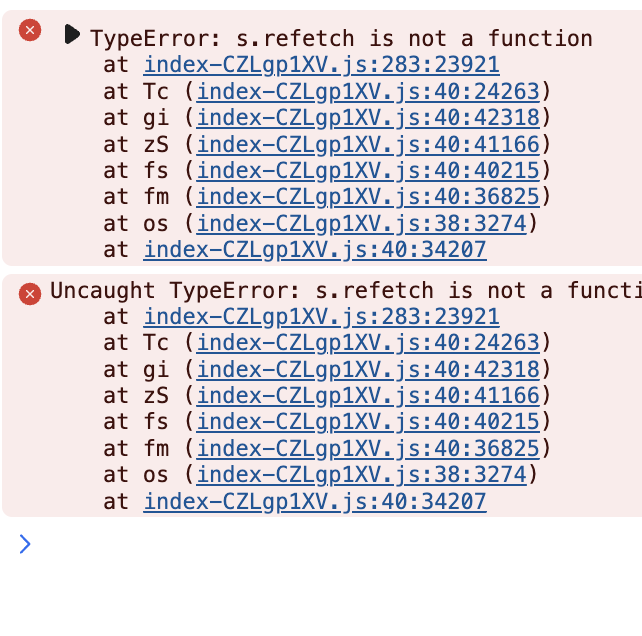 TypeError: s.refetch is not a function
at index-CZLgp1XV.js:283:23921
at Tc (index-CZLgp1XV.js:40:24263)
at gi (index-CZLgp1XV.js:40:42318)
at zS (index-CZLgp1XV.js:40:41166)
at fs (index-CZLgp1XV.js:40:40215)
at fm (index-CZLgp1XV.js:40:36825)
at os (index-CZLgp1XV.js:38:3274)
at index-CZLgp1XV.js:40:34207
Uncaught TypeError: s.refetch is not a functi
at index-CZLgp1XV.js:283:23921
at Tc (index-CZLgp1XV.js:40:24263)
at gi (index-CZLgp1XV.js:40:42318)
at zS (index-CZLgp1XV.js:40:41166)
at fs (index-CZLgp1XV.js:40:40215)
at fm (index-CZLgp1XV.js:40:36825)
at os (index-CZLgp1XV.js:38:3274)
at index-CZLgp1XV.js:40:34207